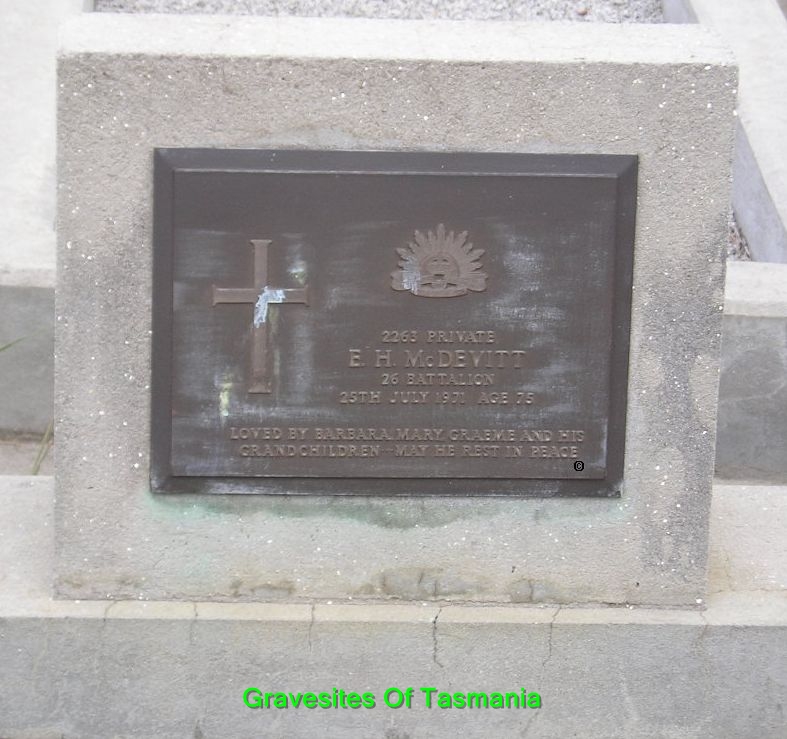 2263 PRIVATE
E. H. McDEVITT
26 BATTALION
25TH JULY 1971 AGE 75
LOVED BY BARBARA, MARY, GRAEME AND HIS
GRANDCHILDREN - MAY HE REST IN PEACE
©
Gravesites Of Tasmania